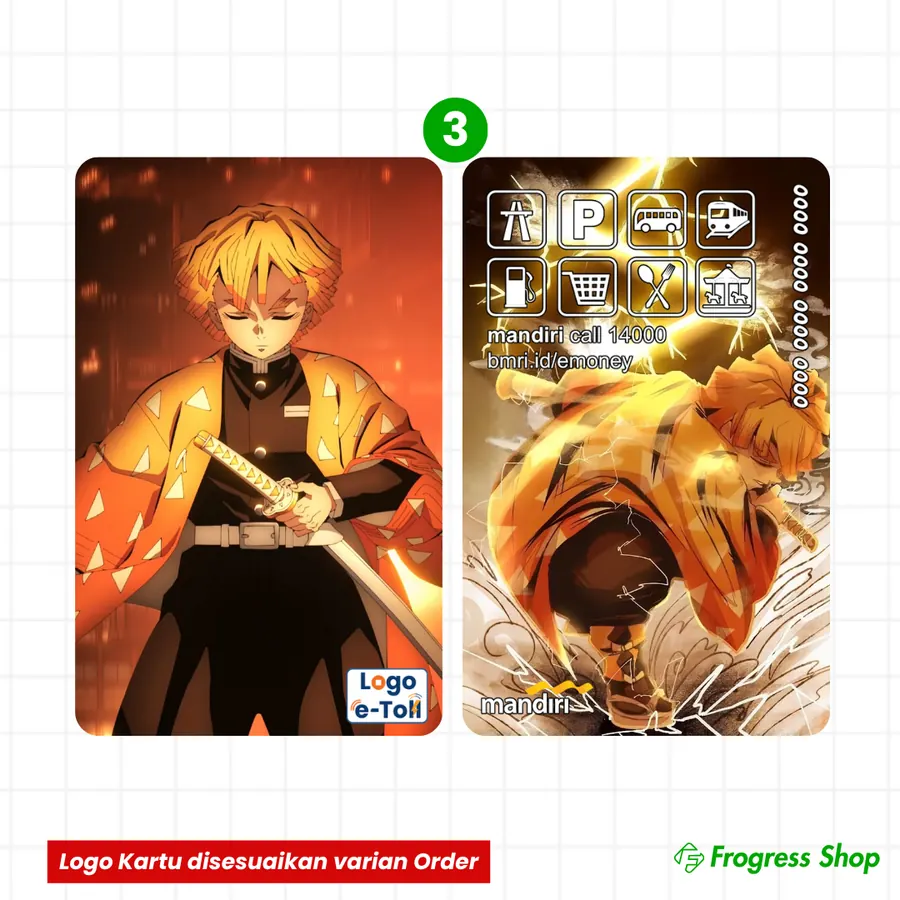 3
P
mandiri call 14000
bmri.id/emoney
0000 0000 0000 0000
Logo
e-Toll
mandiri
Logo Kartu disesuaikan varian Order
Frogress Shop